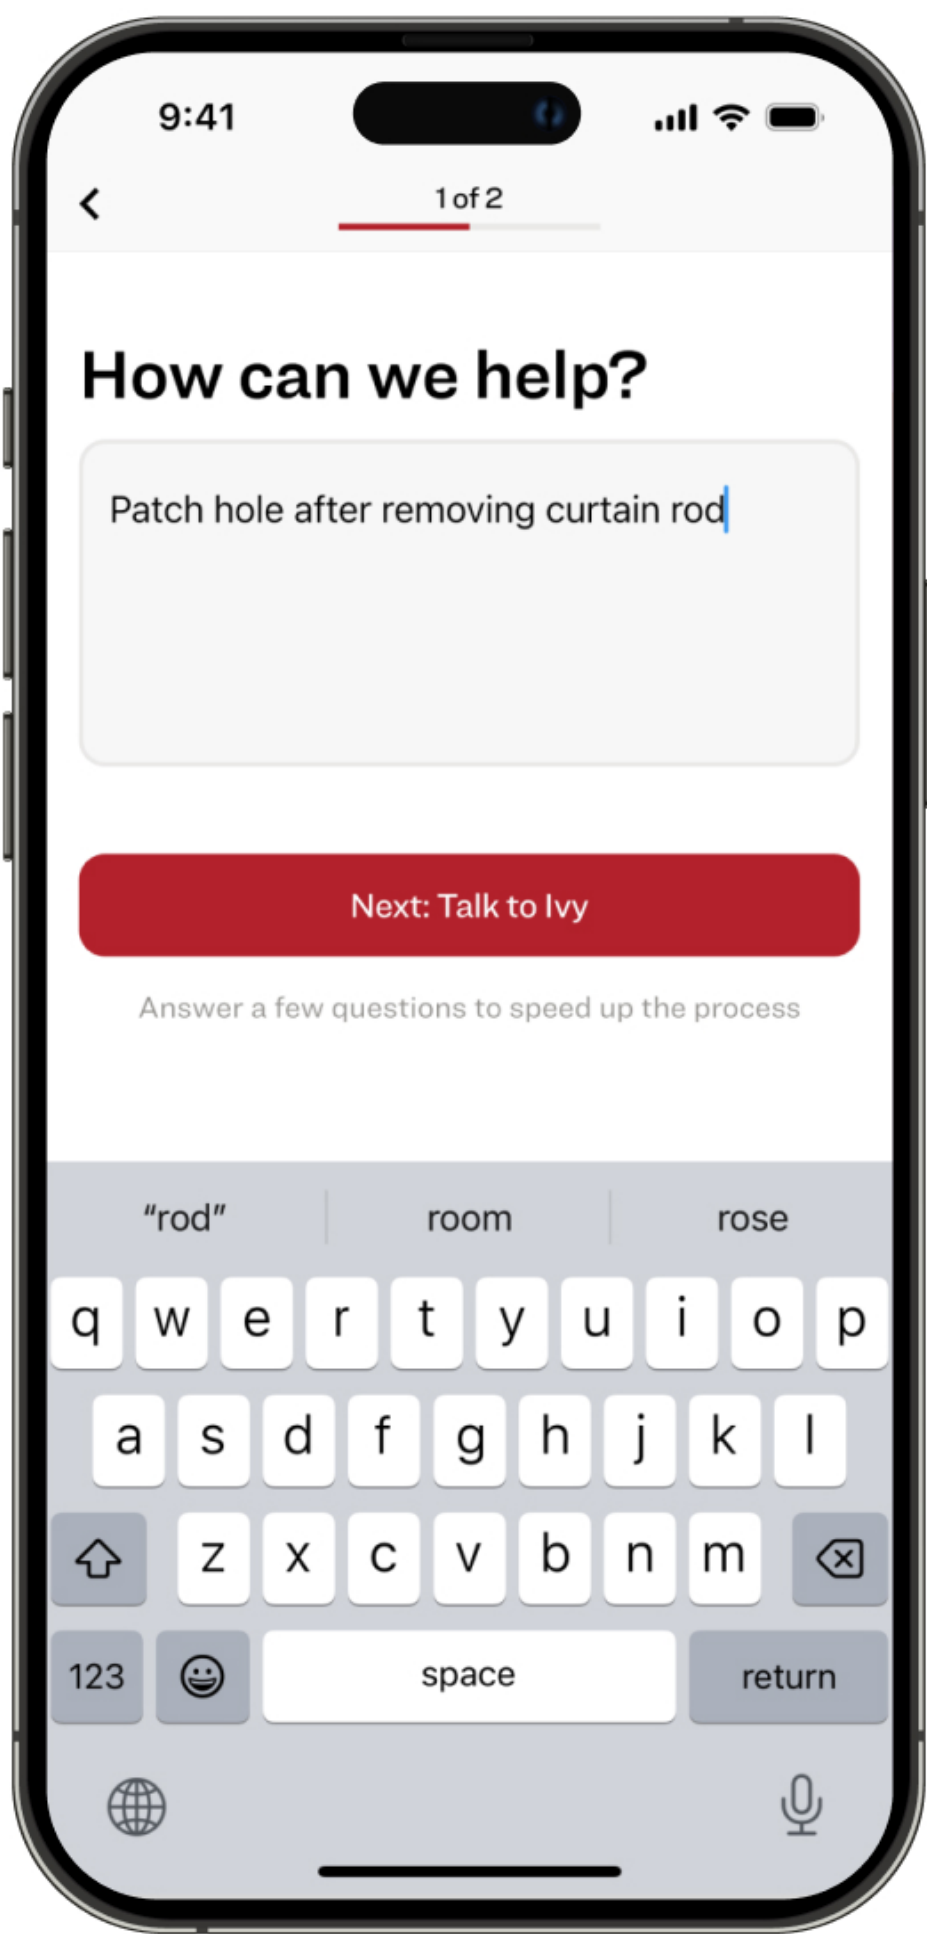 9:41
1 of 2
How can we help?
Patch hole after removing curtain rod
Next: Talk to Ivy
Answer a few questions to speed up the process
“rod” room rose
q w e r t y u i o p
a s d f g h j k l
z x c v b n m
123 space return